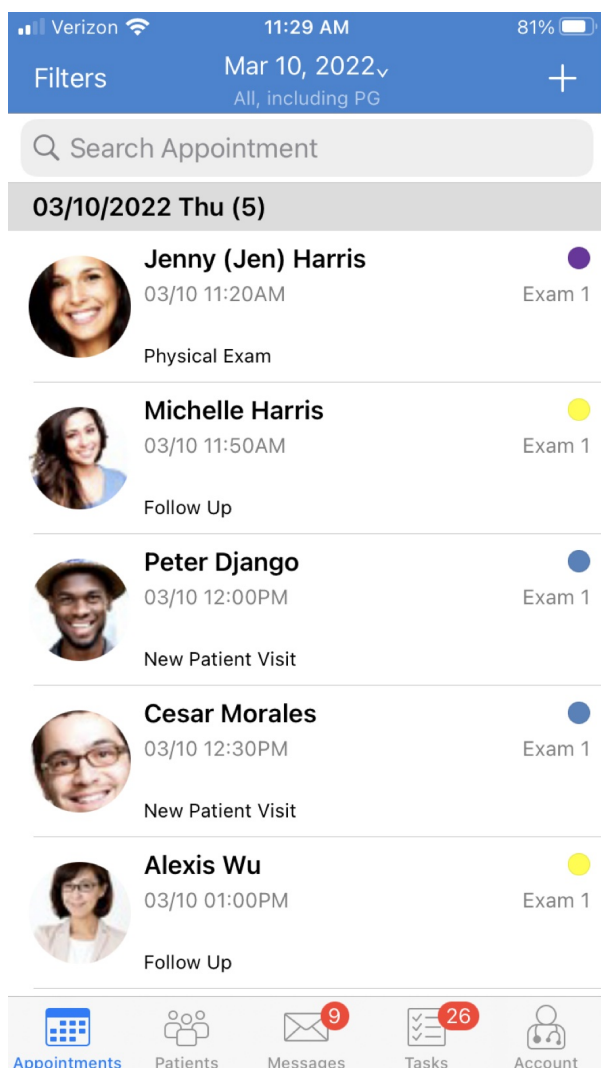 Verizon 11:29 AM 81%
Filters Mar 10, 2022 +
All, including PG
Search Appointment
03/10/2022 Thu (5)
Jenny (Jen) Harris
03/10 11:20AM Exam 1
Physical Exam
Michelle Harris
03/10 11:50AM Exam 1
Follow Up
Peter Django
03/10 12:00PM Exam 1
New Patient Visit
Cesar Morales
03/10 12:30PM Exam 1
New Patient Visit
Alexis Wu
03/10 01:00PM Exam 1
Follow Up
9 26
Appointments Patients Messages Tasks Account